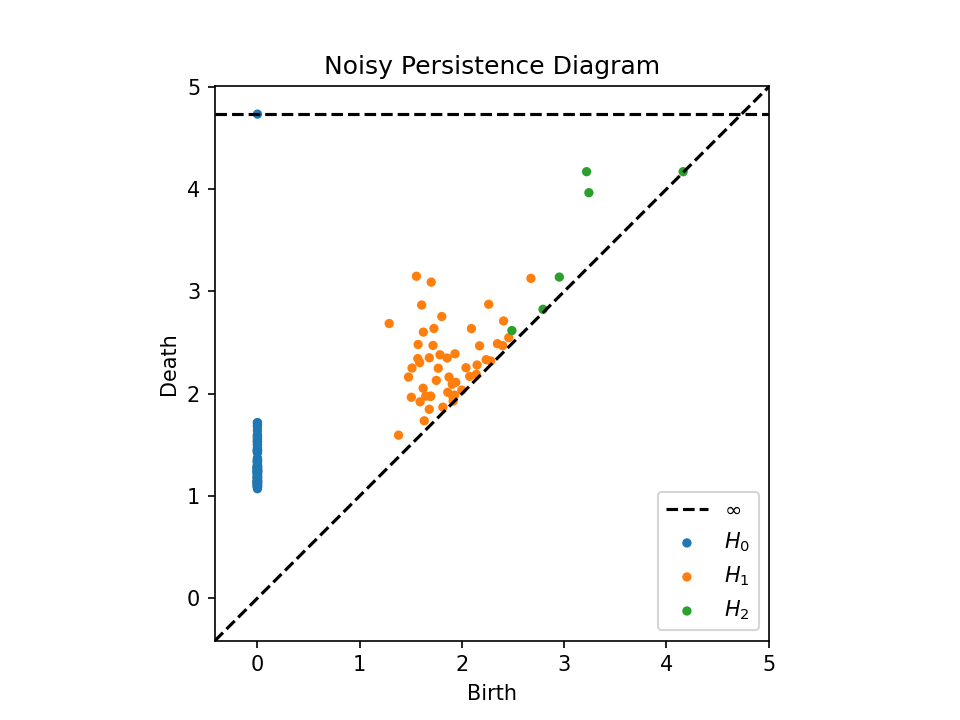 Noisy Persistence Diagram
5
4
3
2
1
0
Death
0 1 2 3 4 5
Birth
∞
H₀
H₁
H₂